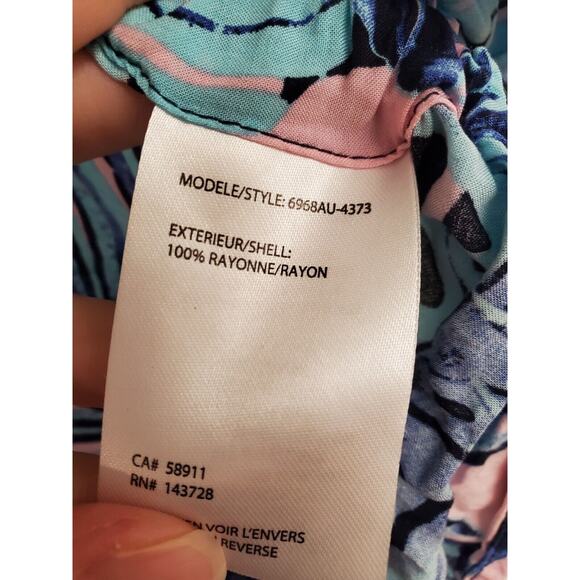 MODELE/STYLE: 6968AU-4373
EXTERIEUR/SHELL:
100% RAYONNE/RAYON
CA# 58911
RN# 143728
VOIR L'ENVERS
REVERSE